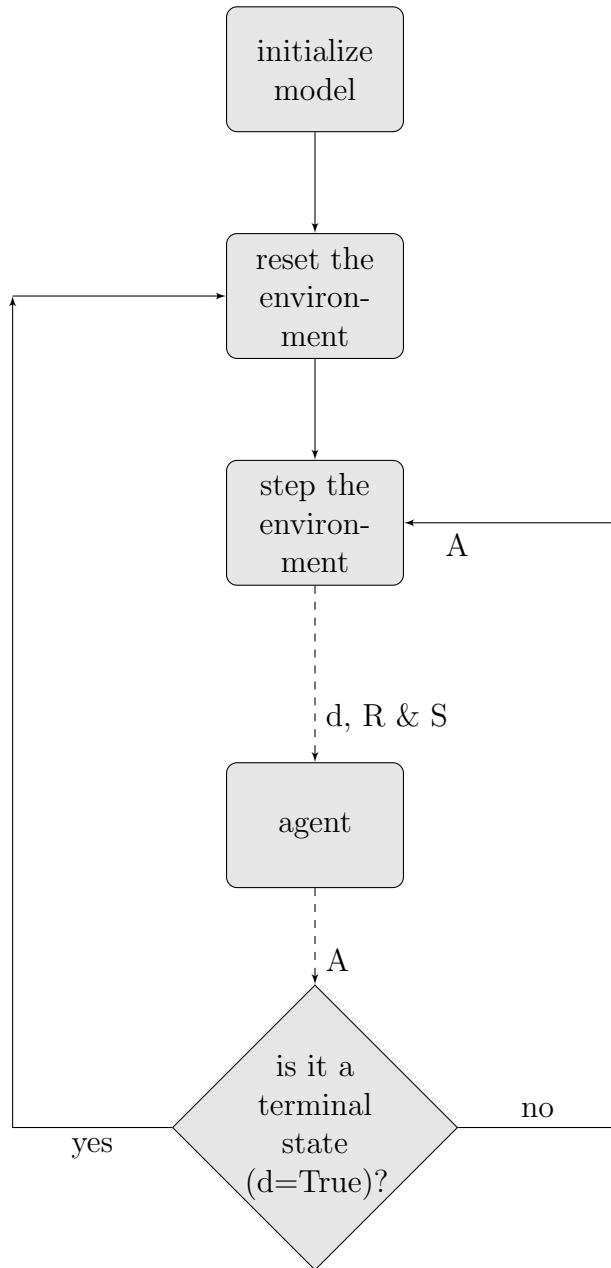 initialize
model
reset the
environ-
ment
step the
environ-
ment
A
d, R & S
agent
A
is it a
terminal
state
(d=True)?
yes
no